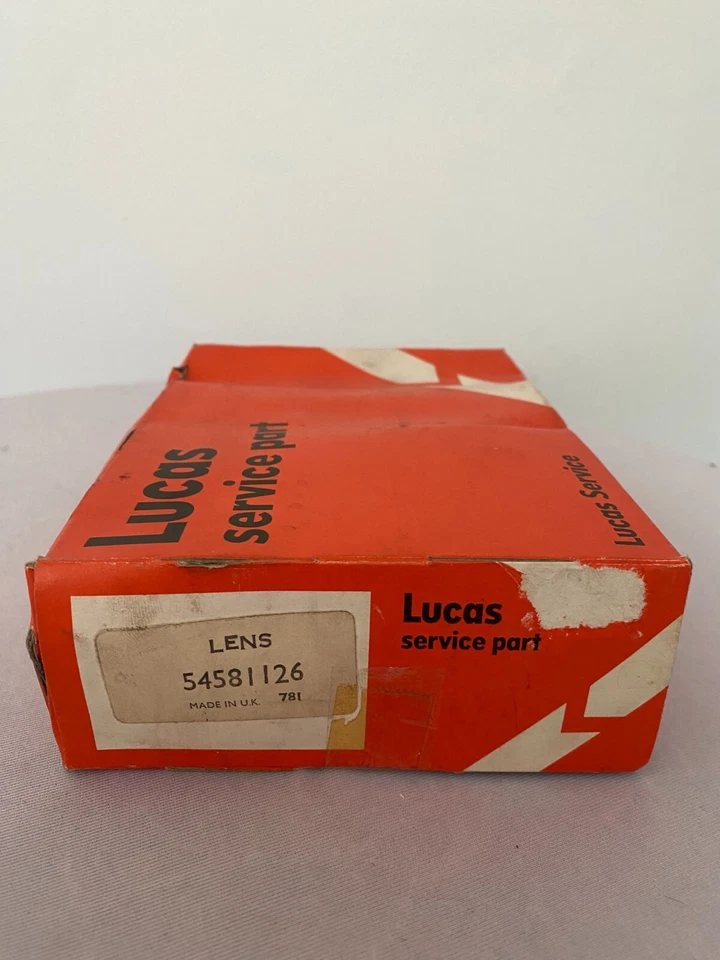 Lucas
service part
Lucas Service
LENS
54581126
MADE IN U.K. 781
Lucas
service part